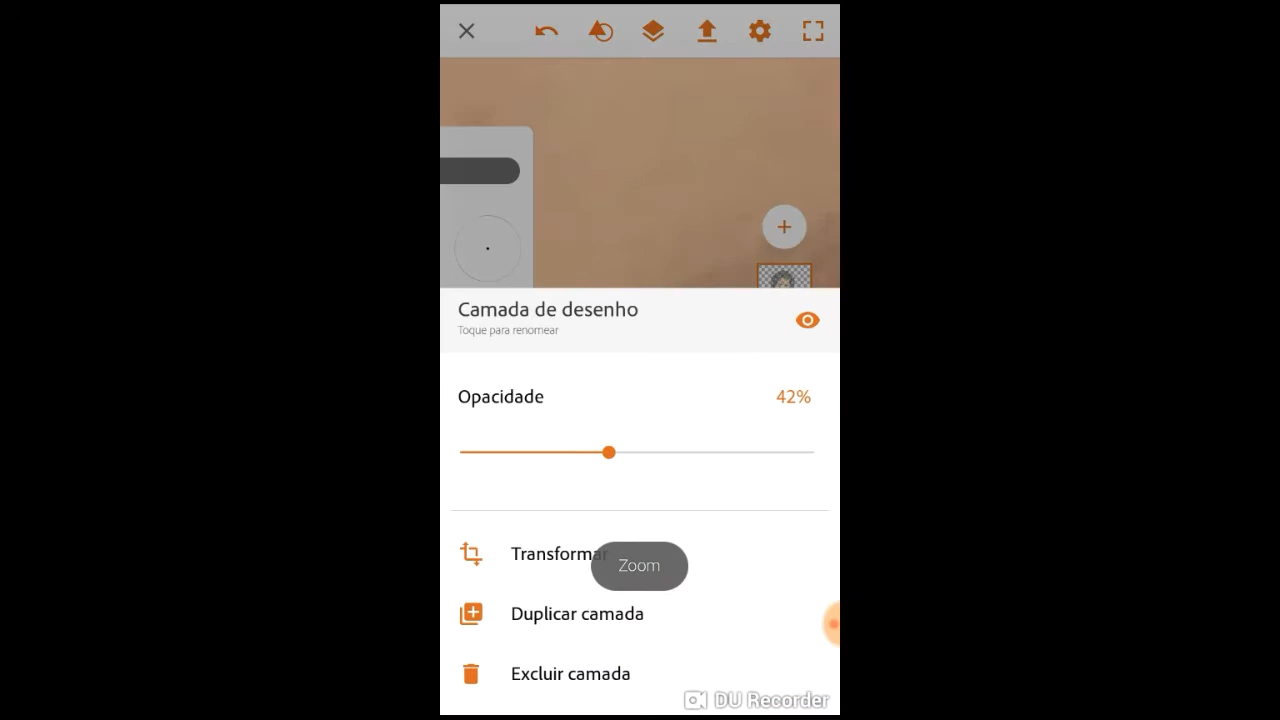 Camada de desenho
Toque para renomear
Opacidade
42%
Transformar
Zoom
Duplicar camada
Excluir camada
DU Recorder